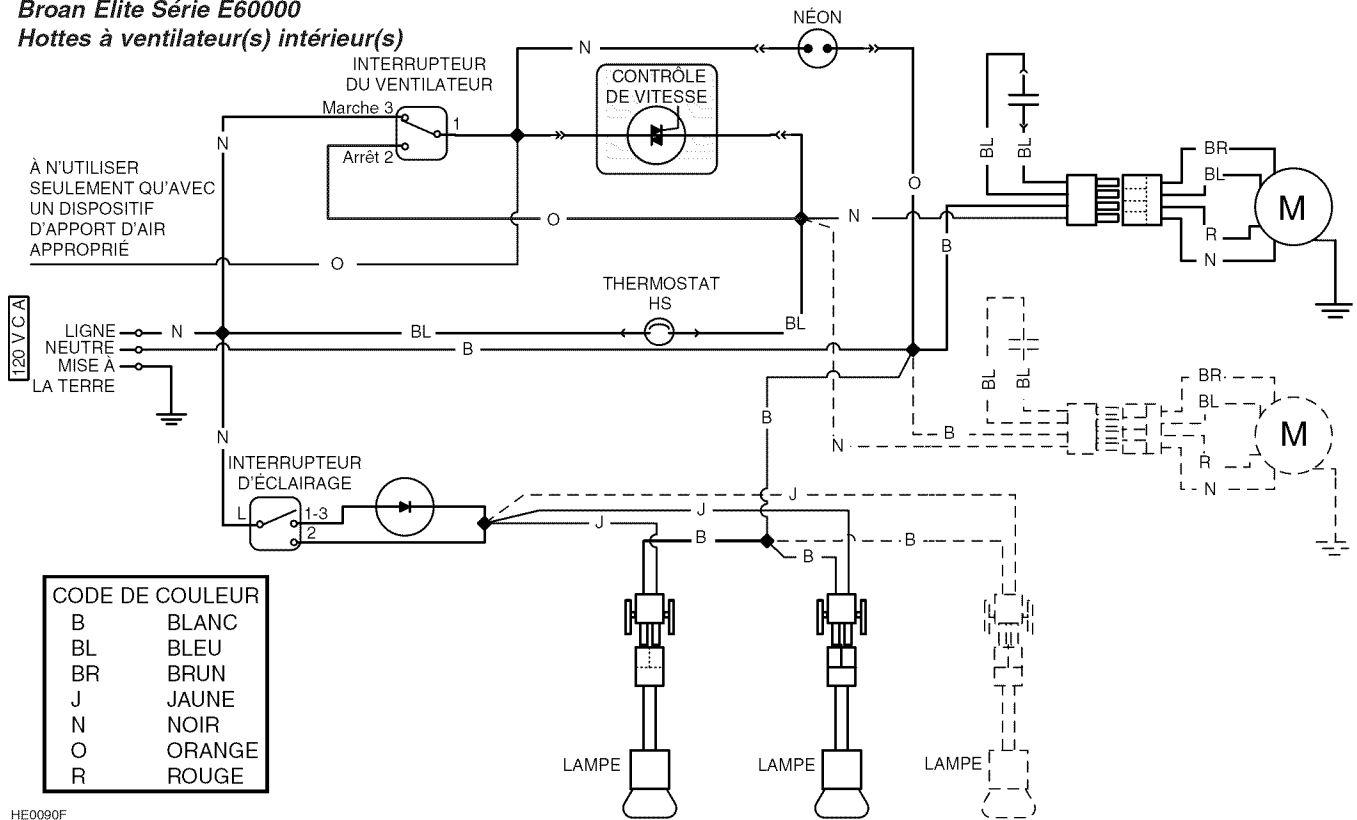 Broan Elite Série E60000
Hottes à ventilateur(s) intérieur(s)
NÉON
N
INTERRUPTEUR
DU VENTILATEUR
CONTRÔLE
DE VITESSE
Marche 3
1
Arrêt 2
N
BL
BL
BR
BL
M
R
N
À N'UTILISER
SEULEMENT QU'AVEC
UN DISPOSITIF
D'APPORT D'AIR
APPROPRIÉ
O
O
N
B
O
THERMOSTAT
HS
BL
120 V C A
LIGNE
N
BL
NEUTRE
B
MISE À
LA TERRE
BL
BL
BR
BL
M
R
N
B
B
N
N
INTERRUPTEUR
D'ÉCLAIRAGE
L
1-3
2
J
J
J
B
B
B
CODE DE COULEUR
B BLANC
BL BLEU
BR BRUN
J JAUNE
N NOIR
O ORANGE
R ROUGE
LAMPE
LAMPE
LAMPE
HE0090F